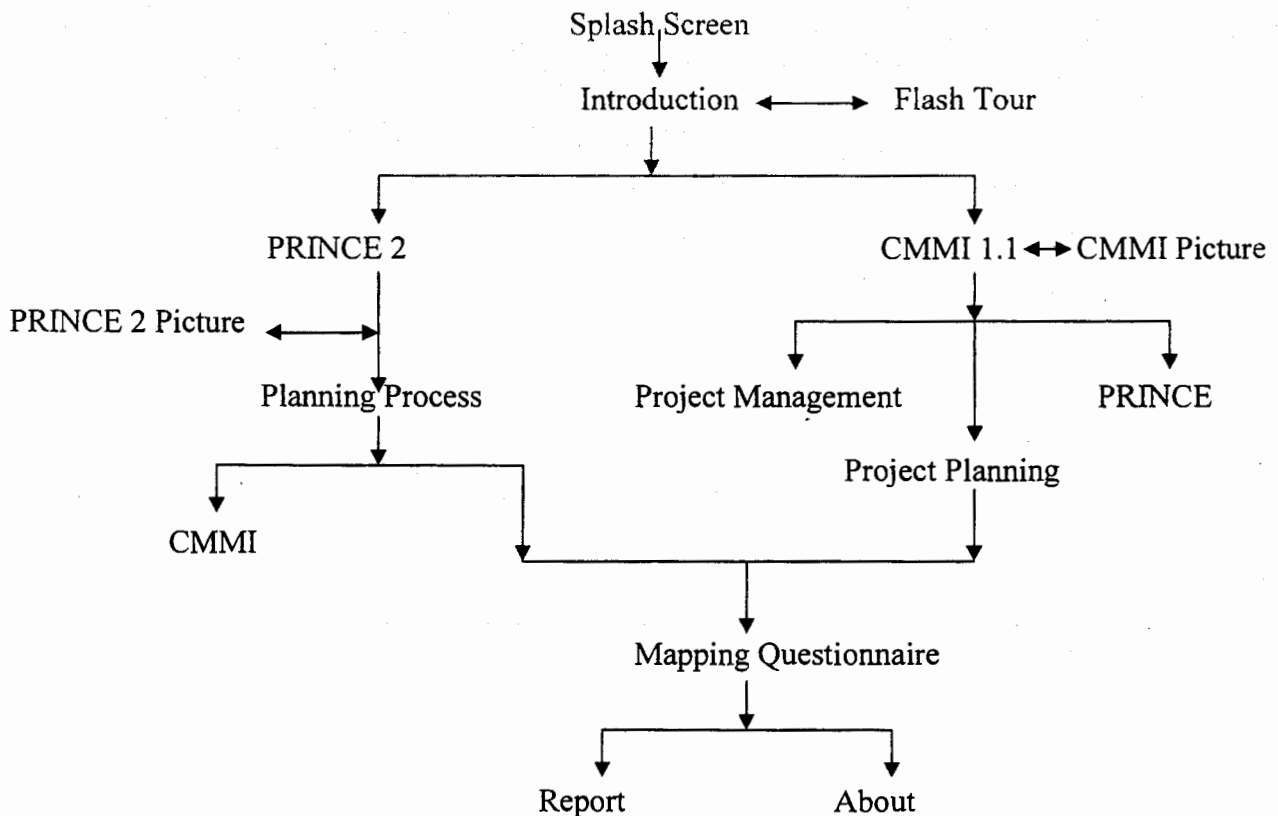 Splash Screen
Introduction
Flash Tour
PRINCE 2
CMMI 1.1
CMMI Picture
PRINCE 2 Picture
Planning Process
Project Management
PRINCE
Project Planning
CMMI
Mapping Questionnaire
Report
About